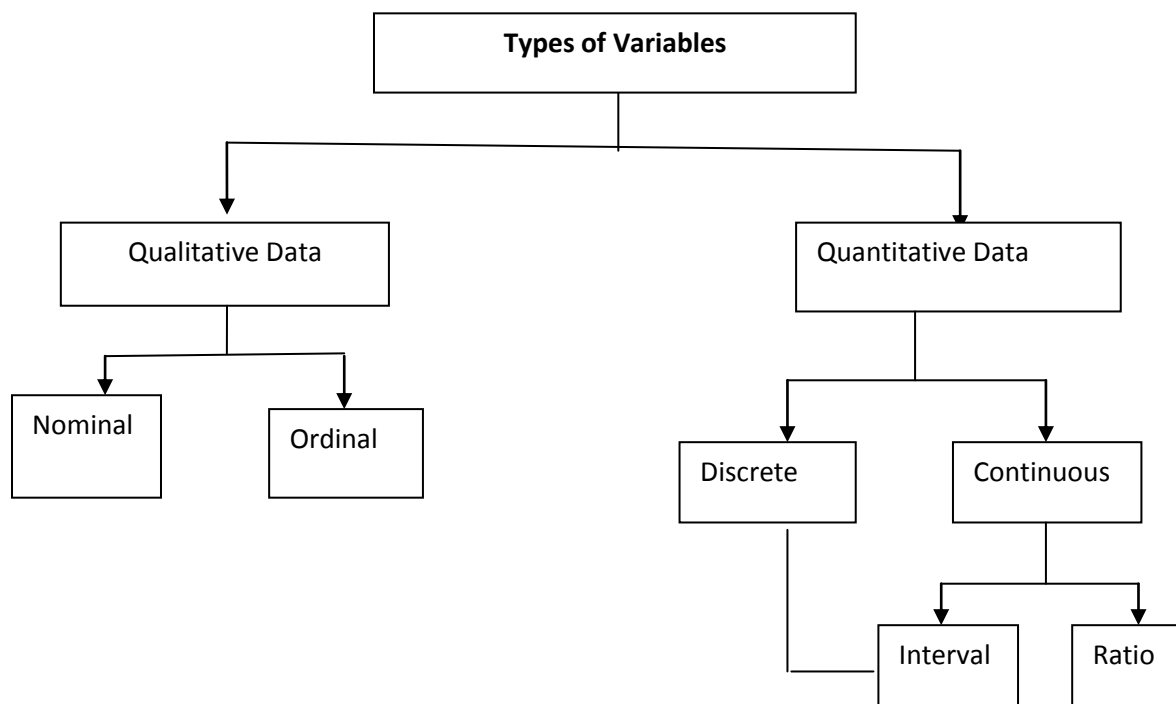 Types of Variables
Qualitative Data
Quantitative Data
Nominal
Ordinal
Discrete
Continuous
Interval
Ratio